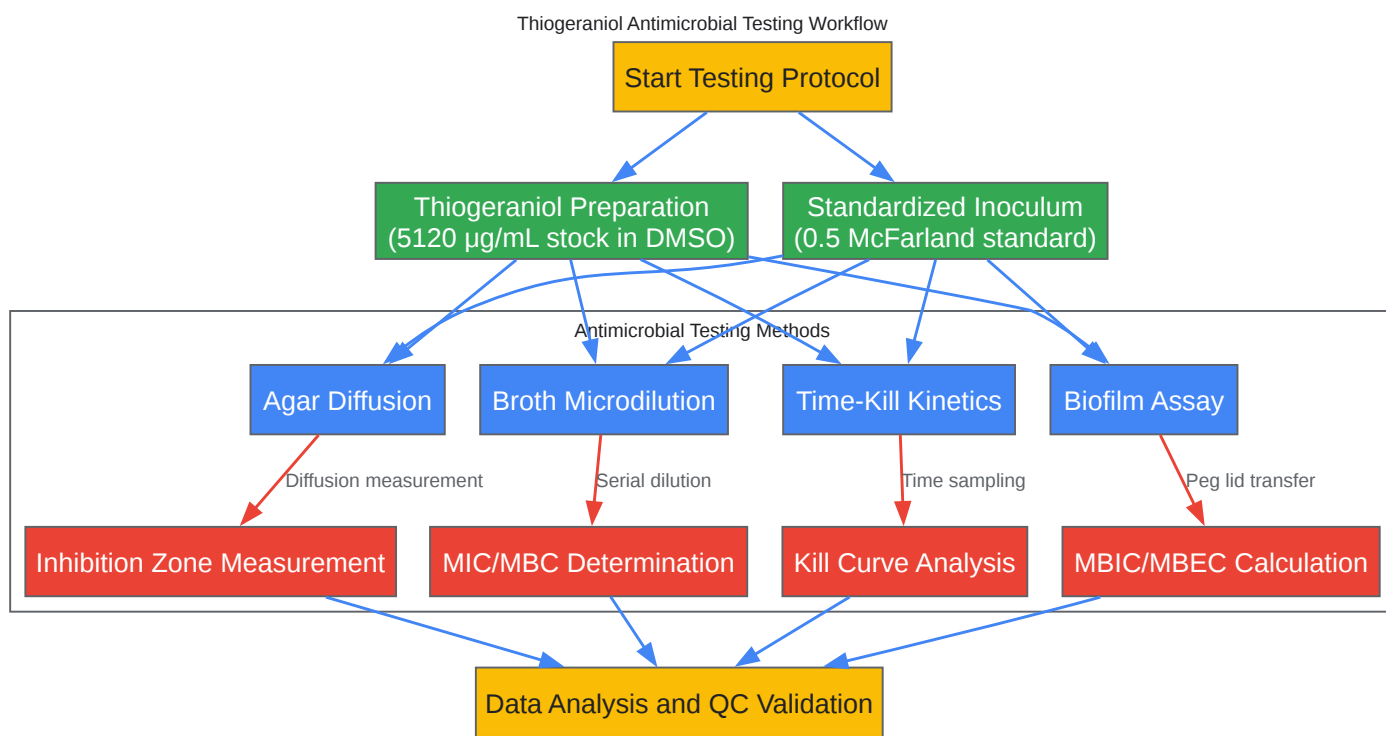 Thiogeraniol Antimicrobial Testing Workflow
Start Testing Protocol
Thiogeraniol Preparation
(5120 μg/mL stock in DMSO)
Standardized Inoculum
(0.5 McFarland standard)
Antimicrobial Testing Methods
Agar Diffusion
Broth Microdilution
Time-Kill Kinetics
Biofilm Assay
Diffusion measurement
Serial dilution
Time sampling
Peg lid transfer
Inhibition Zone Measurement
MIC/MBC Determination
Kill Curve Analysis
MBIC/MBEC Calculation
Data Analysis and QC Validation